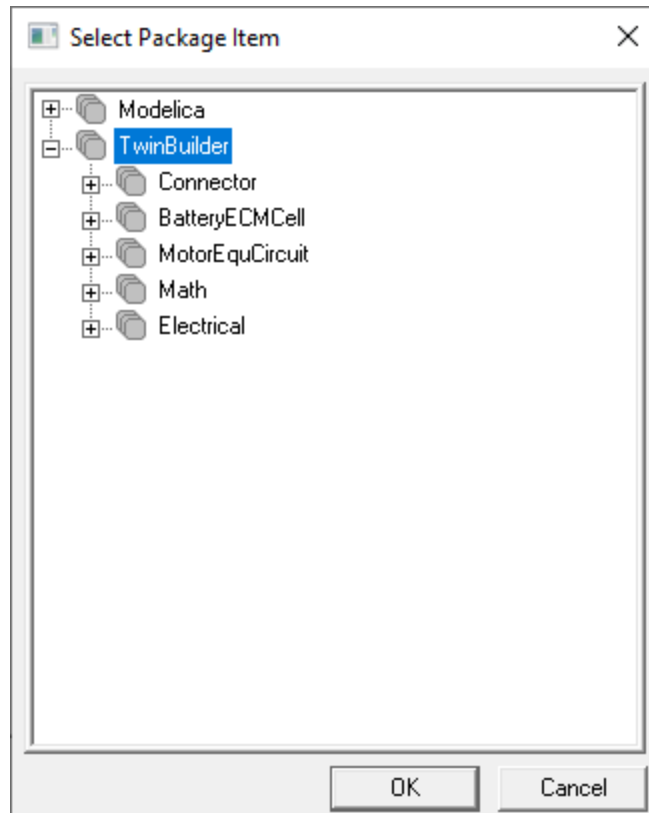 Select Package Item
Modelica
TwinBuilder
Connector
BatteryECMCell
MotorEquCircuit
Math
Electrical
OK
Cancel